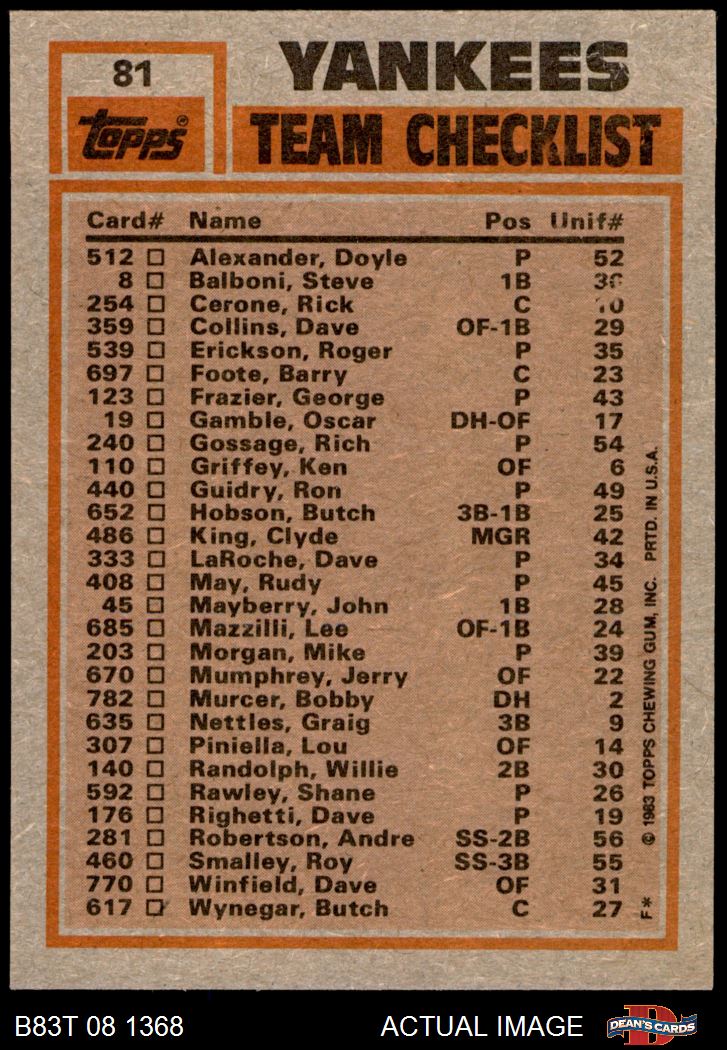 81
YANKEES
Topps®
TEAM CHECKLIST
Card# Name Pos Unif#
512 Alexander, Doyle P 52
8 Balboni, Steve 1B
254 Cerone, Rick C 10
359 Collins, Dave OF-1B 29
539 Erickson, Roger P 35
697 Foote, Barry C 23
123 Frazier, George P 43
19 Gamble, Oscar DH-OF 17
240 Gossage, Rich P 54
110 Griffey, Ken OF 6
440 Guidry, Ron P 49
652 Hobson, Butch 3B-1B 25
486 King, Clyde MGR 42
333 LaRoche, Dave P 34
408 May, Rudy P 45
45 Mayberry, John 1B 28
685 Mazzilli, Lee OF-1B 24
203 Morgan, Mike P 39
670 Mumphrey, Jerry OF 22
782 Murcer, Bobby DH 2
635 Nettles, Graig 3B 9
307 Piniella, Lou OF 14
140 Randolph, Willie 2B 30
592 Rawley, Shane P 26
176 Righetti, Dave P 19
281 Robertson, Andre SS-2B 56
460 Smalley, Roy SS-3B 55
770 Winfield, Dave OF 31
617 Wynegar, Butch C 27
F* © 1983 TOPPS CHEWING GUM, INC. PRTD. IN U.S.A.
B83T 08 1368 ACTUAL IMAGE DEAN'S CARDS